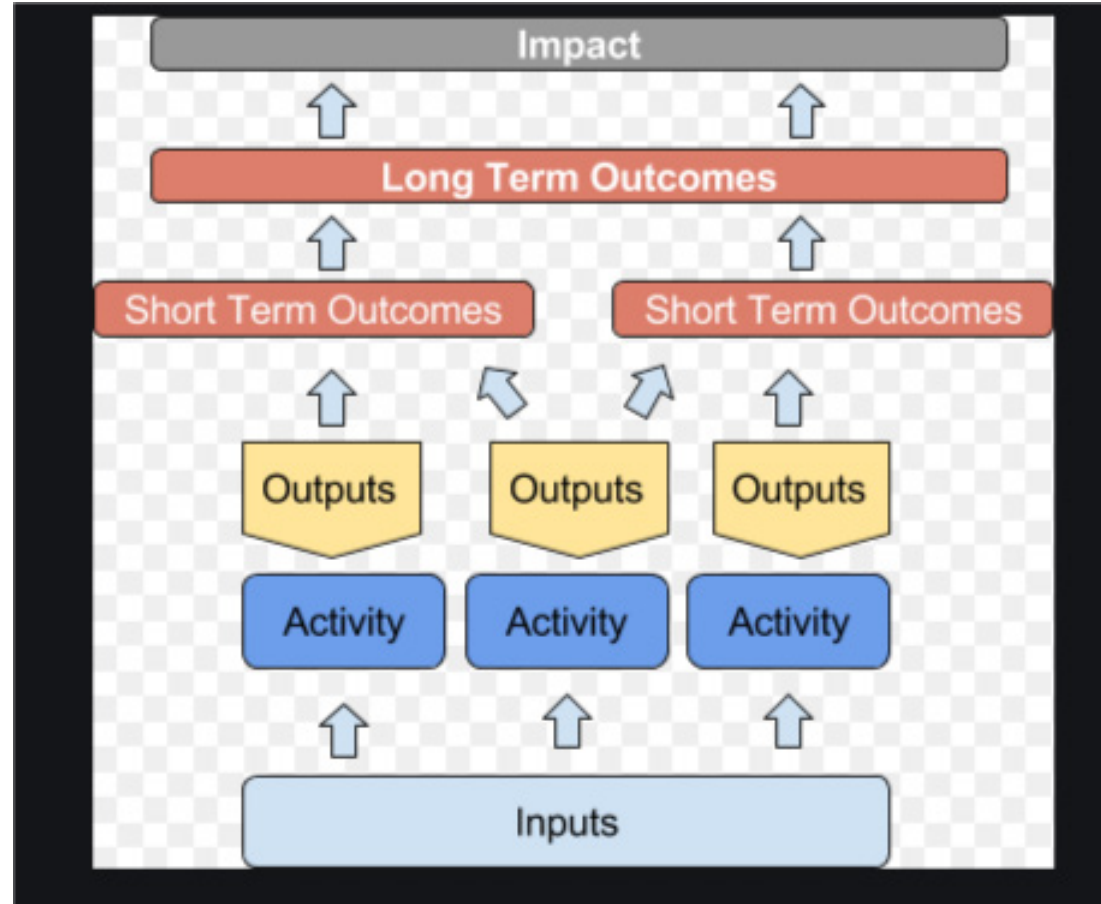 Impact
Long Term Outcomes
Short Term Outcomes
Short Term Outcomes
Outputs
Outputs
Outputs
Activity
Activity
Activity
Inputs